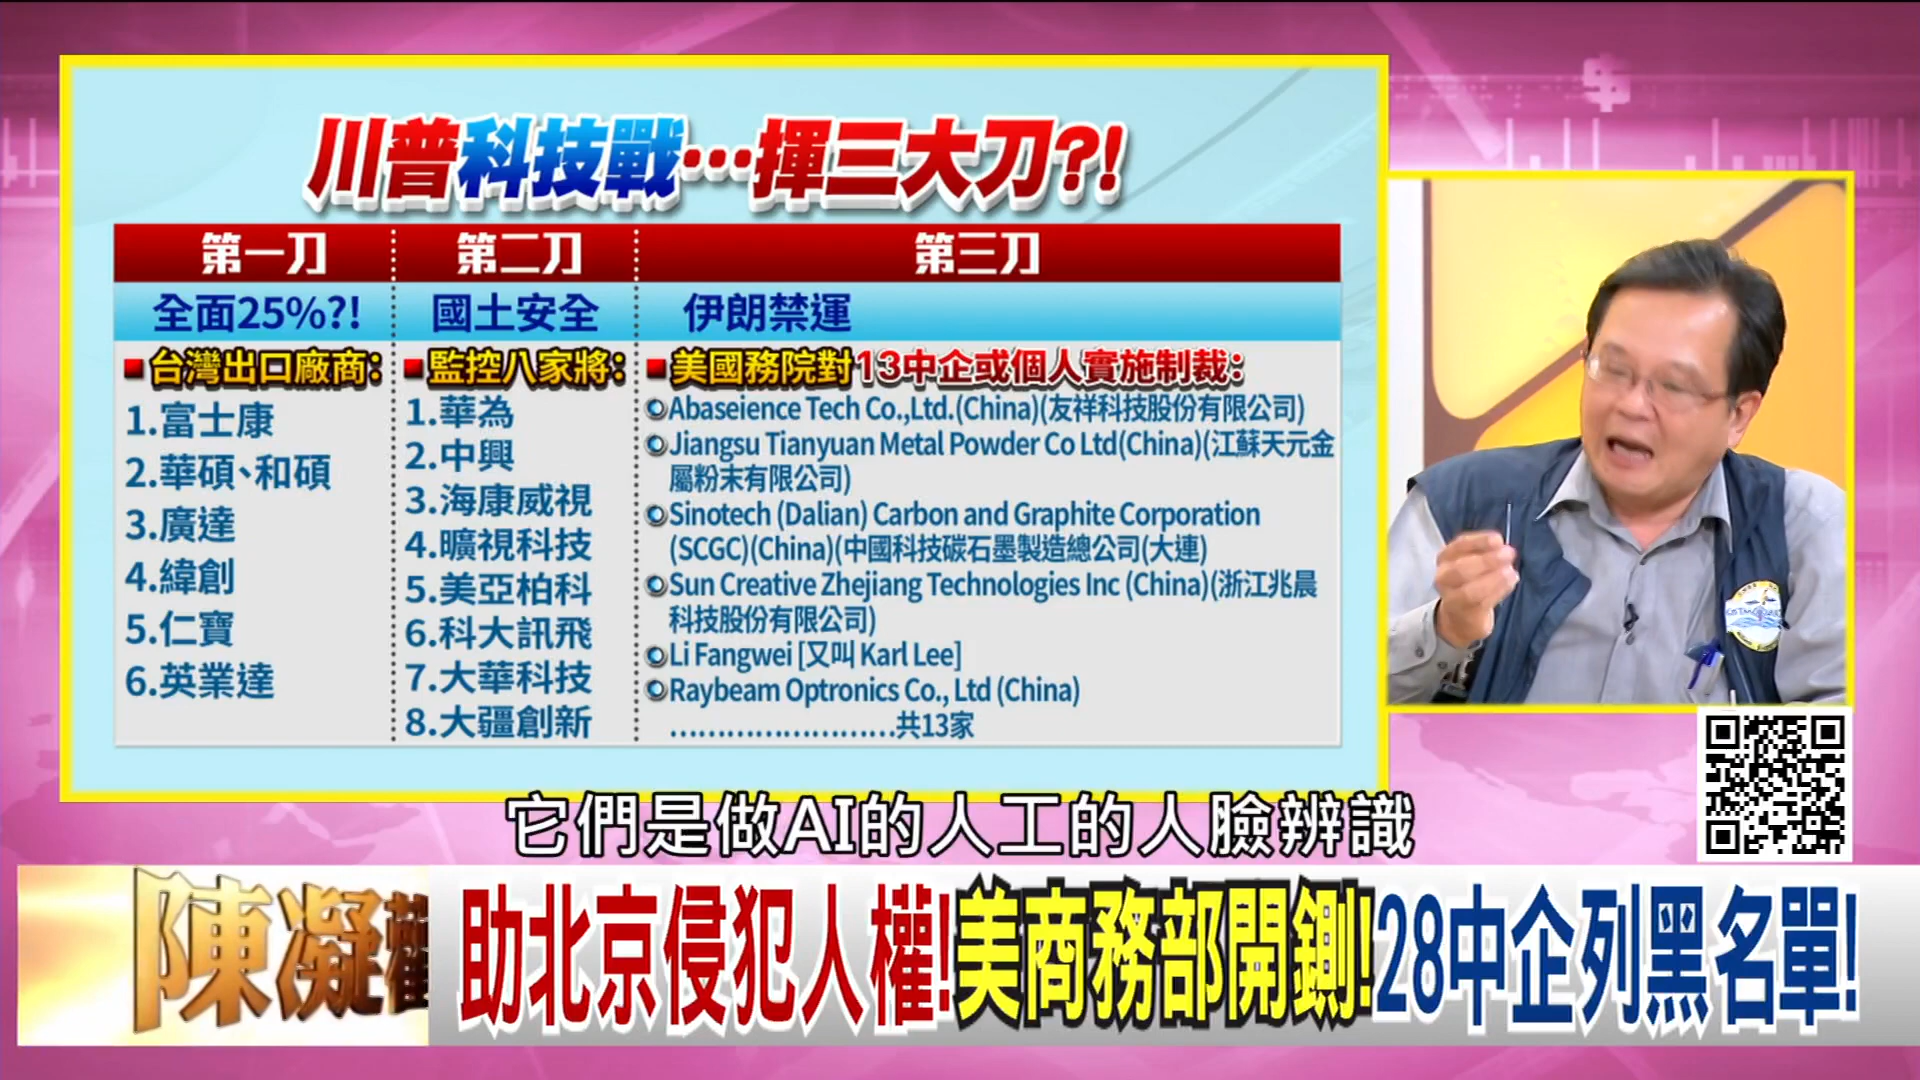 川普科技戰…揮三大刀?!
第一刀
第二刀
第三刀
全面25%?!
國土安全
伊朗禁運
台灣出口廠商:
1.富士康
2.華碩、和碩
3.廣達
4.緯創
5.仁寶
6.英業達
監控八家將:
1.華為
2.中興
3.海康威視
4.曠視科技
5.美亞柏科
6.科大訊飛
7.大華科技
8.大疆創新
美國務院對13中企或個人實施制裁:
Abaseience Tech Co.,Ltd.(China)(友祥科技股份有限公司)
Jiangsu Tianyuan Metal Powder Co Ltd(China)(江蘇天元金
屬粉末有限公司)
Sinotech (Dalian) Carbon and Graphite Corporation
(SCGC)(China)(中國科技碳石墨製造總公司(大連)
Sun Creative Zhejiang Technologies Inc (China)(浙江兆晨
科技股份有限公司)
Li Fangwei [又叫 Karl Lee]
Raybeam Optronics Co., Ltd (China)
........................共13家
它們是做AI的人工的人臉辨識
陳凝觀
助北京侵犯人權!美商務部開鍘!28中企列黑名單!